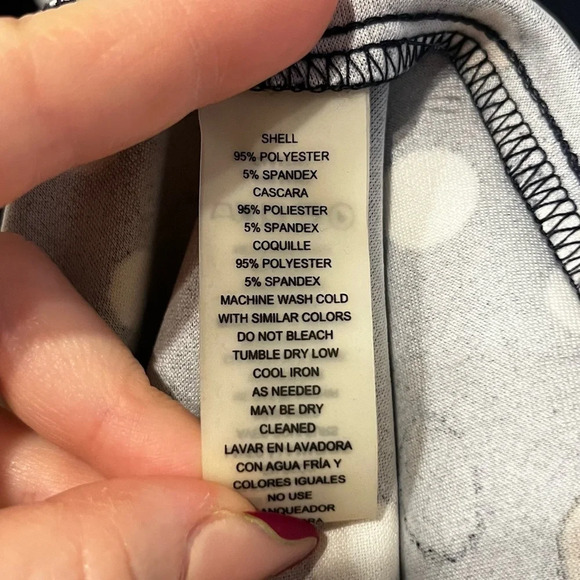 SHELL
95% POLYESTER
5% SPANDEX
CASCARA
95% POLIESTER
5% SPANDEX
COQUILLE
95% POLYESTER
5% SPANDEX
MACHINE WASH COLD
WITH SIMILAR COLORS
DO NOT BLEACH
TUMBLE DRY LOW
COOL IRON
AS NEEDED
MAY BE DRY
CLEANED
LAVAR EN LAVADORA
CON AGUA FRÍA Y
COLORES IGUALES
NO USE